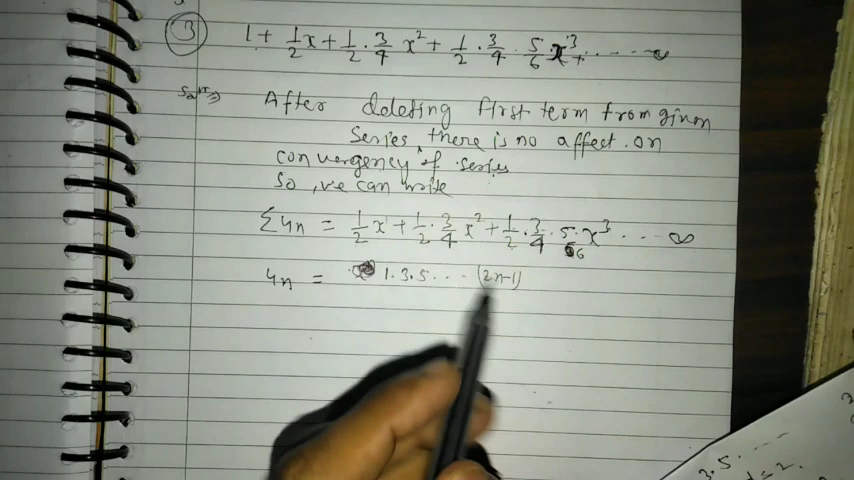 3 1 + 1/2 x + 1/2 · 3/4 x² + 1/2 · 3/4 · 5/6 x³ + ..... ∞
Solⁿ⇒ After deleting first term from given
series, there is no affect on
convergency of series
So, we can write
Σun = 1/2 x + 1/2 · 3/4 x² + 1/2 · 3/4 · 5/6 x³ ... ∞
un = 1.3.5.... (2n-1)
3.5. .....
d=2.